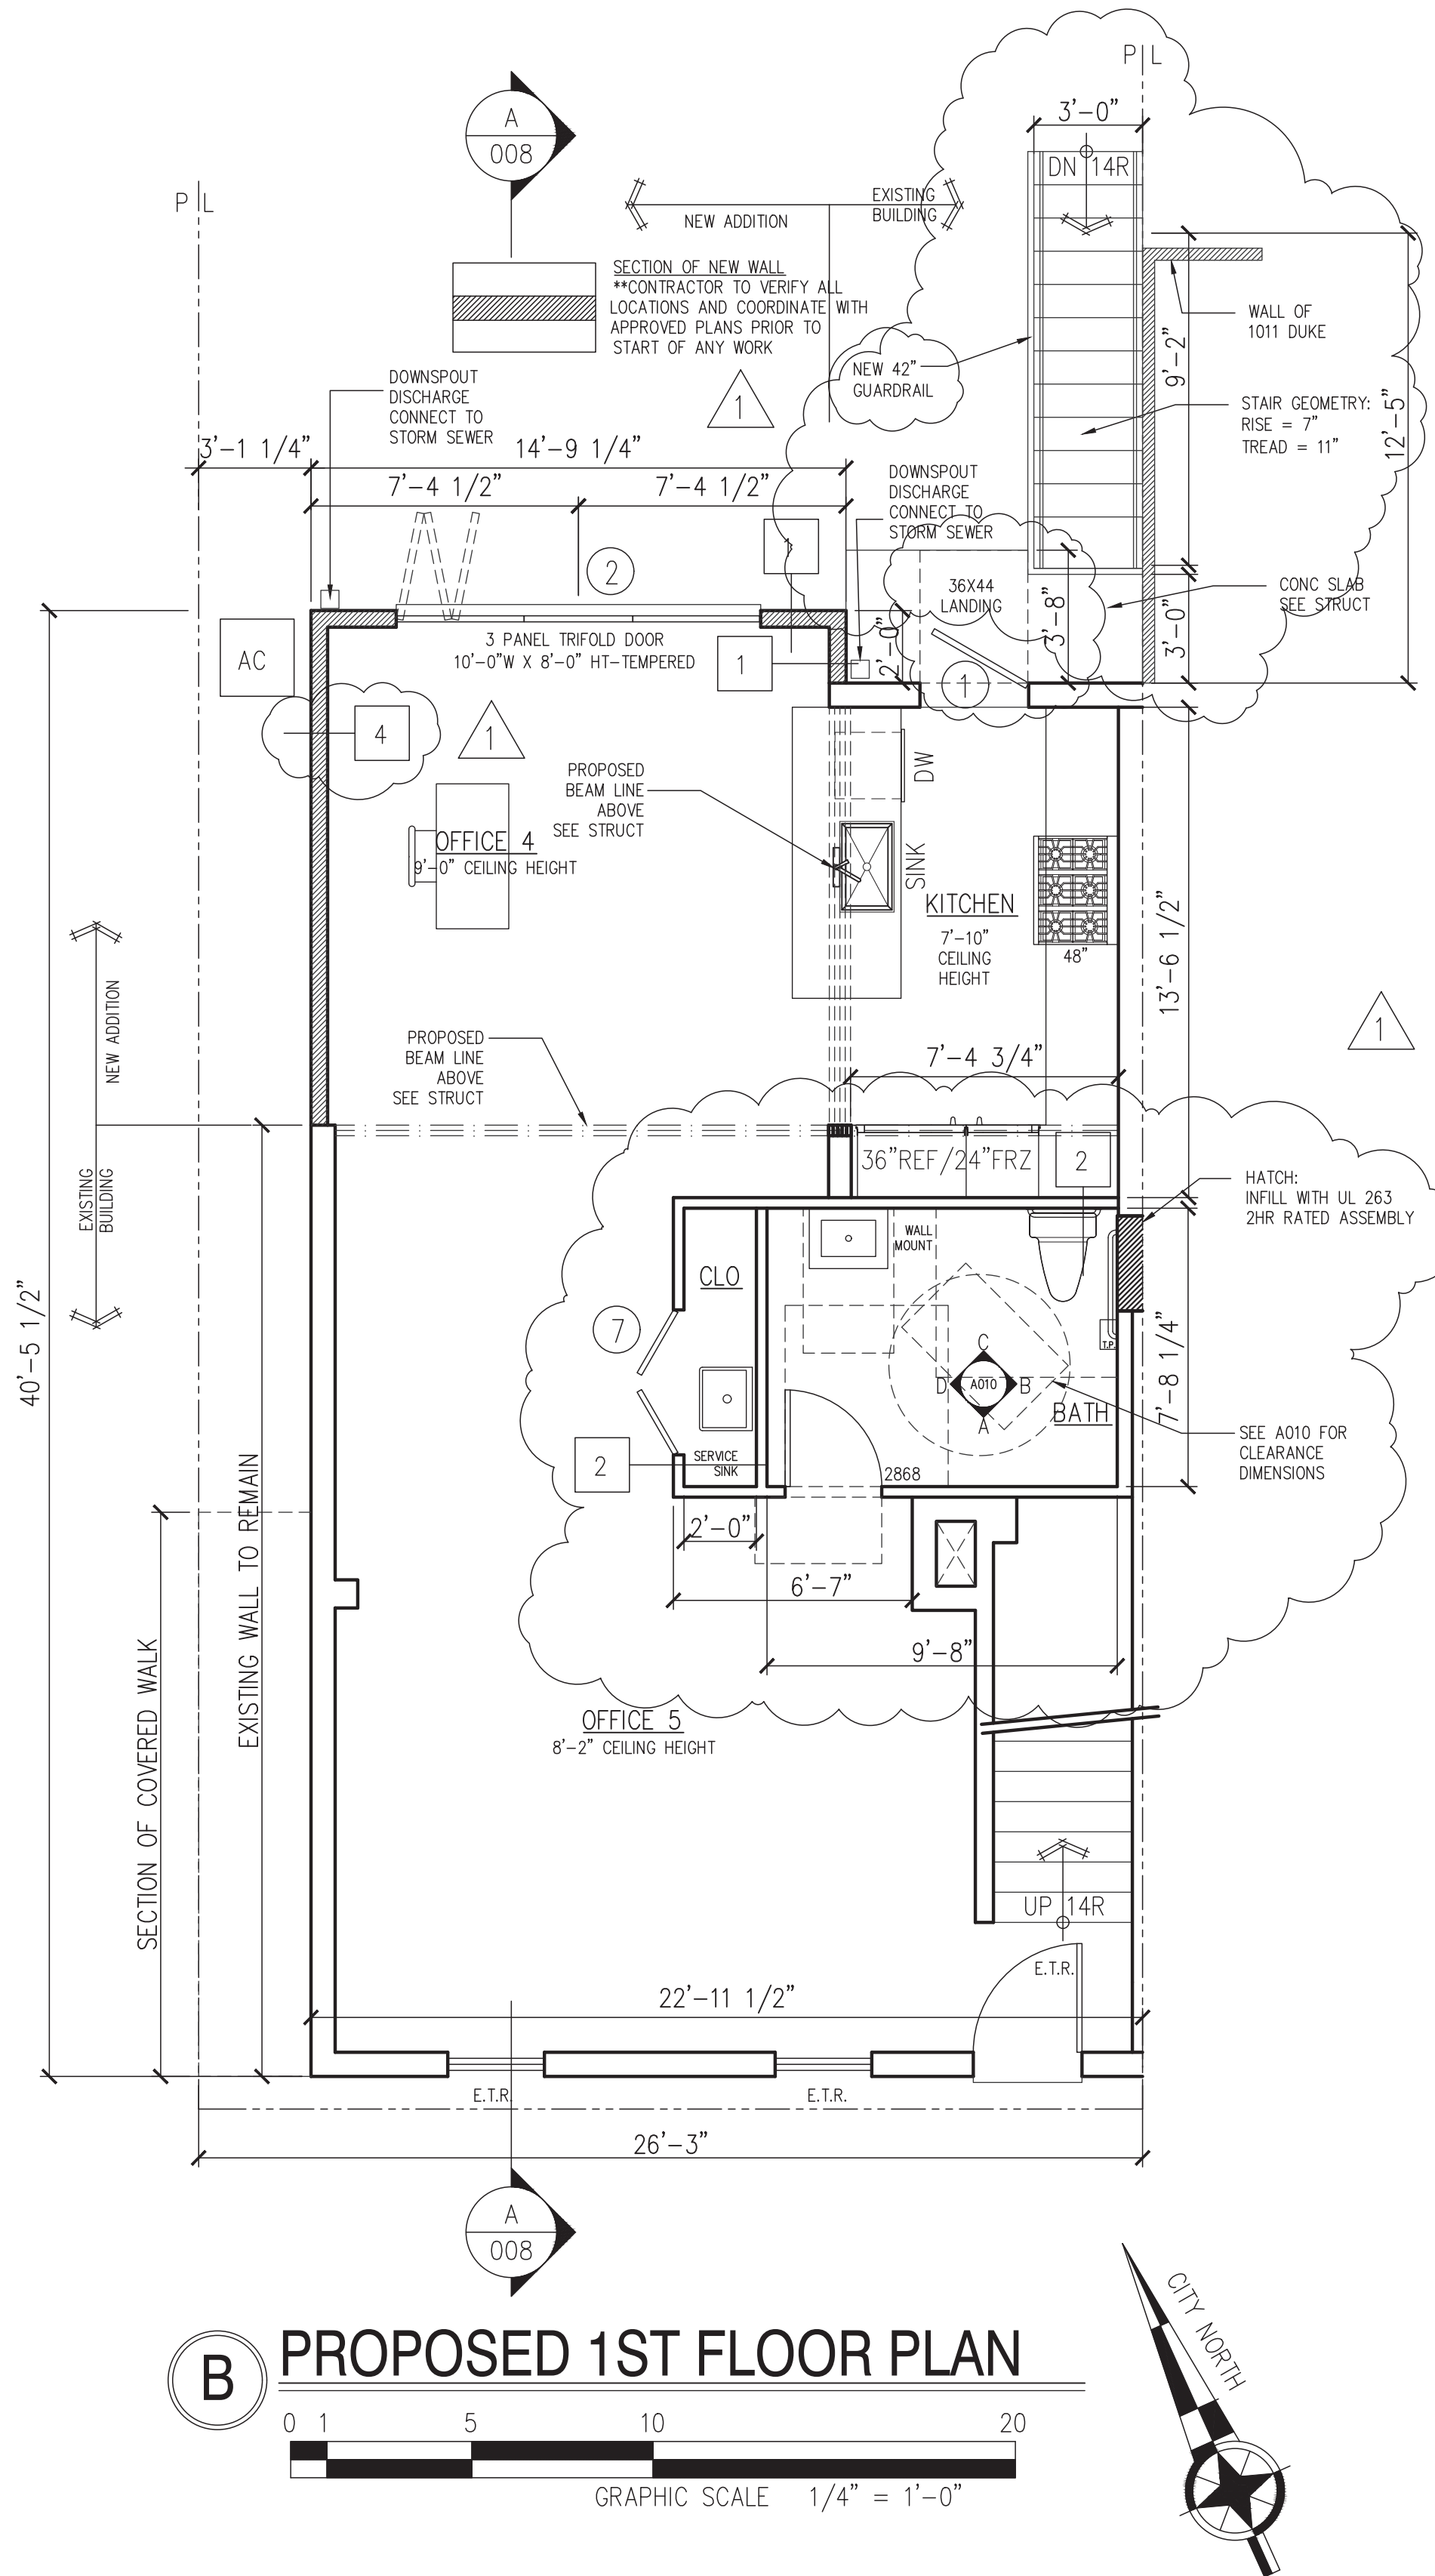 P L
3'-0"
A
008
DN 14R
P L
EXISTING
BUILDING
NEW ADDITION
SECTION OF NEW WALL
**CONTRACTOR TO VERIFY ALL
LOCATIONS AND COORDINATE WITH
APPROVED PLANS PRIOR TO
START OF ANY WORK
WALL OF
1011 DUKE
9'-2"
NEW 42"
GUARDRAIL
DOWNSPOUT
DISCHARGE
CONNECT TO
STORM SEWER
1
STAIR GEOMETRY:
RISE = 7"
TREAD = 11"
12'-5"
3'-1 1/4"
14'-9 1/4"
7'-4 1/2"
7'-4 1/2"
DOWNSPOUT
DISCHARGE
CONNECT TO
STORM SEWER
1
2
36X44
LANDING
3'-8"
CONC SLAB
SEE STRUCT
3'-0"
2'-0"
3 PANEL TRIFOLD DOOR
10'-0"W X 8'-0" HT-TEMPERED
1
1
AC
4
1
PROPOSED
BEAM LINE
ABOVE
SEE STRUCT
DW
OFFICE 4
9'-0" CEILING HEIGHT
SINK
KITCHEN
7'-10"
CEILING
HEIGHT
48"
13'-6 1/2"
1
NEW ADDITION
PROPOSED
BEAM LINE
ABOVE
SEE STRUCT
7'-4 3/4"
36"REF/24"FRZ
2
EXISTING
BUILDING
HATCH:
INFILL WITH UL 263
2HR RATED ASSEMBLY
WALL
MOUNT
CLO
7
T.P.
40'-5 1/2"
7'-8 1/4"
C
D
A010
B
A
BATH
SEE A010 FOR
CLEARANCE
DIMENSIONS
2
SERVICE
SINK
2868
2'-0"
6'-7"
9'-8"
EXISTING WALL TO REMAIN
SECTION OF COVERED WALK
OFFICE 5
8'-2" CEILING HEIGHT
UP 14R
E.T.R.
22'-11 1/2"
E.T.R.
E.T.R.
26'-3"
A
008
CITY NORTH
B
PROPOSED 1ST FLOOR PLAN
0 1 5 10 20
GRAPHIC SCALE 1/4" = 1'-0"